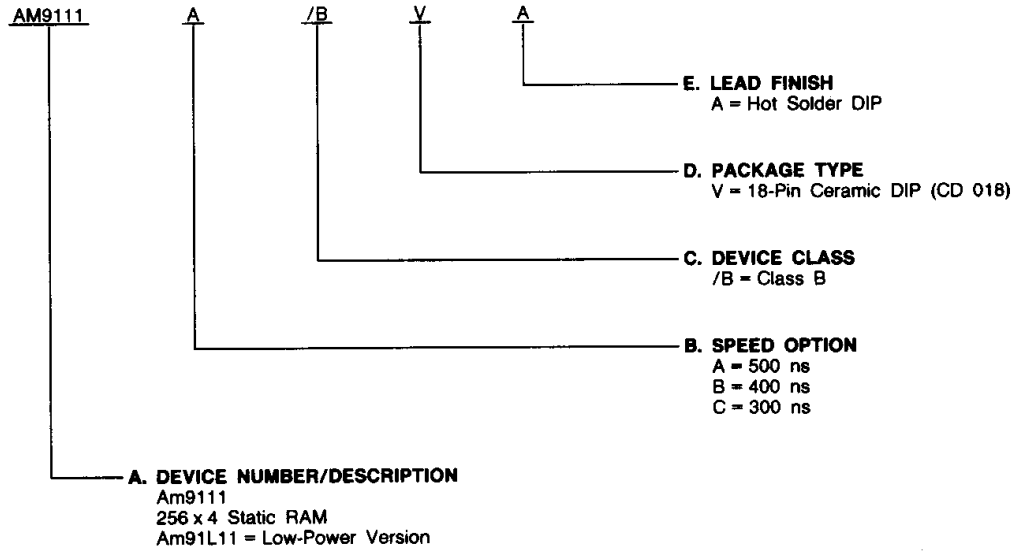 AM9111 A /B V A
E. LEAD FINISH
A = Hot Solder DIP
D. PACKAGE TYPE
V = 18-Pin Ceramic DIP (CD 018)
C. DEVICE CLASS
/B = Class B
B. SPEED OPTION
A = 500 ns
B = 400 ns
C = 300 ns
A. DEVICE NUMBER/DESCRIPTION
Am9111
256 x 4 Static RAM
Am91L11 = Low-Power Version